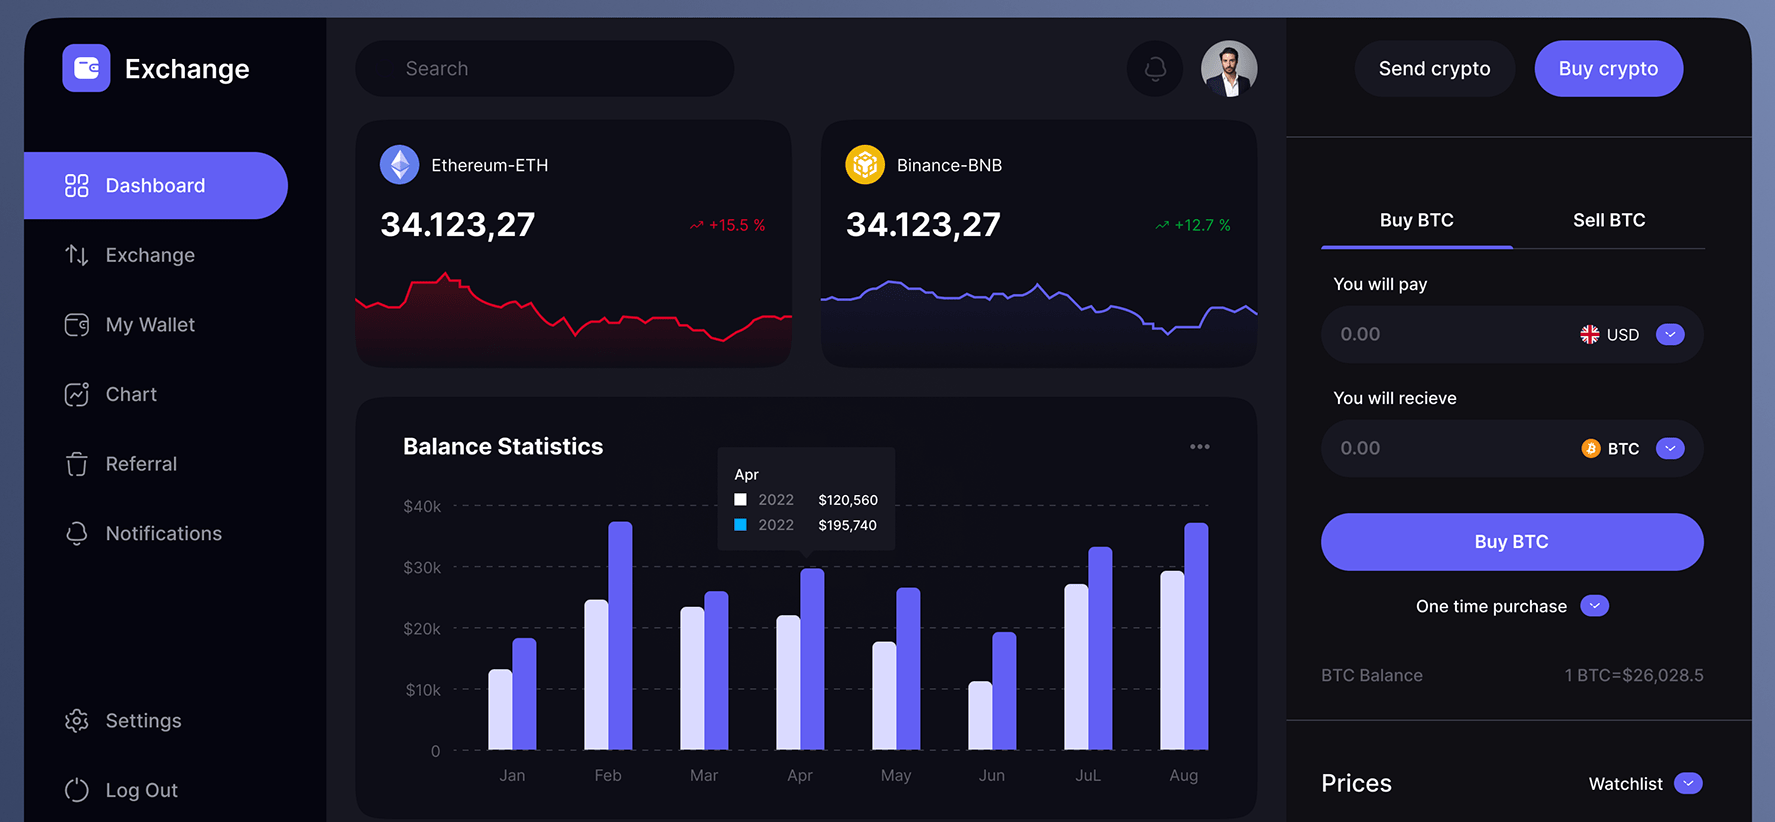 Exchange
Search
Send crypto
Buy crypto
Dashboard
Exchange
My Wallet
Chart
Referral
Notifications
Settings
Log Out
Ethereum-ETH
34.123,27
+15.5 %
Binance-BNB
34.123,27
+12.7 %
Balance Statistics
Apr
2022 $120,560
2022 $195,740
$40k
$30k
$20k
$10k
0
Jan Feb Mar Apr May Jun JuL Aug
Buy BTC
Sell BTC
You will pay
0.00 USD
You will recieve
0.00 BTC
Buy BTC
One time purchase
BTC Balance 1 BTC=$26,028.5
Prices
Watchlist